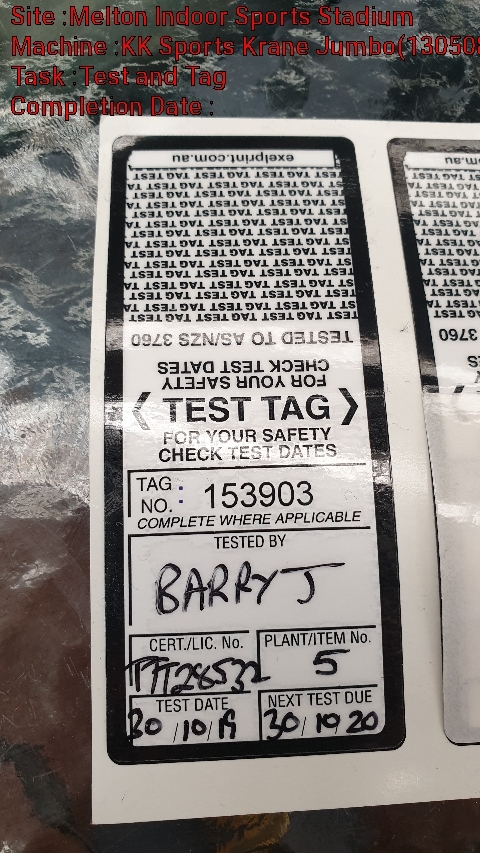 Site :Melton Indoor Sports Stadium
Machine :KK Sports Krane Jumbo(13050
Task :Test and Tag
Completion Date :
exelprint.com.au
TEST TAG TEST TAG TEST TAG TEST TAG
TESTED TO AS/NZS 3760
CHECK TEST DATES
FOR YOUR SAFETY
TEST TAG
FOR YOUR SAFETY
CHECK TEST DATES
TAG NO. : 153903
COMPLETE WHERE APPLICABLE
TESTED BY
BARRY J
CERT./LIC. No. PLANT/ITEM No.
5
TEST DATE NEXT TEST DUE
30/10/19 30/10 20